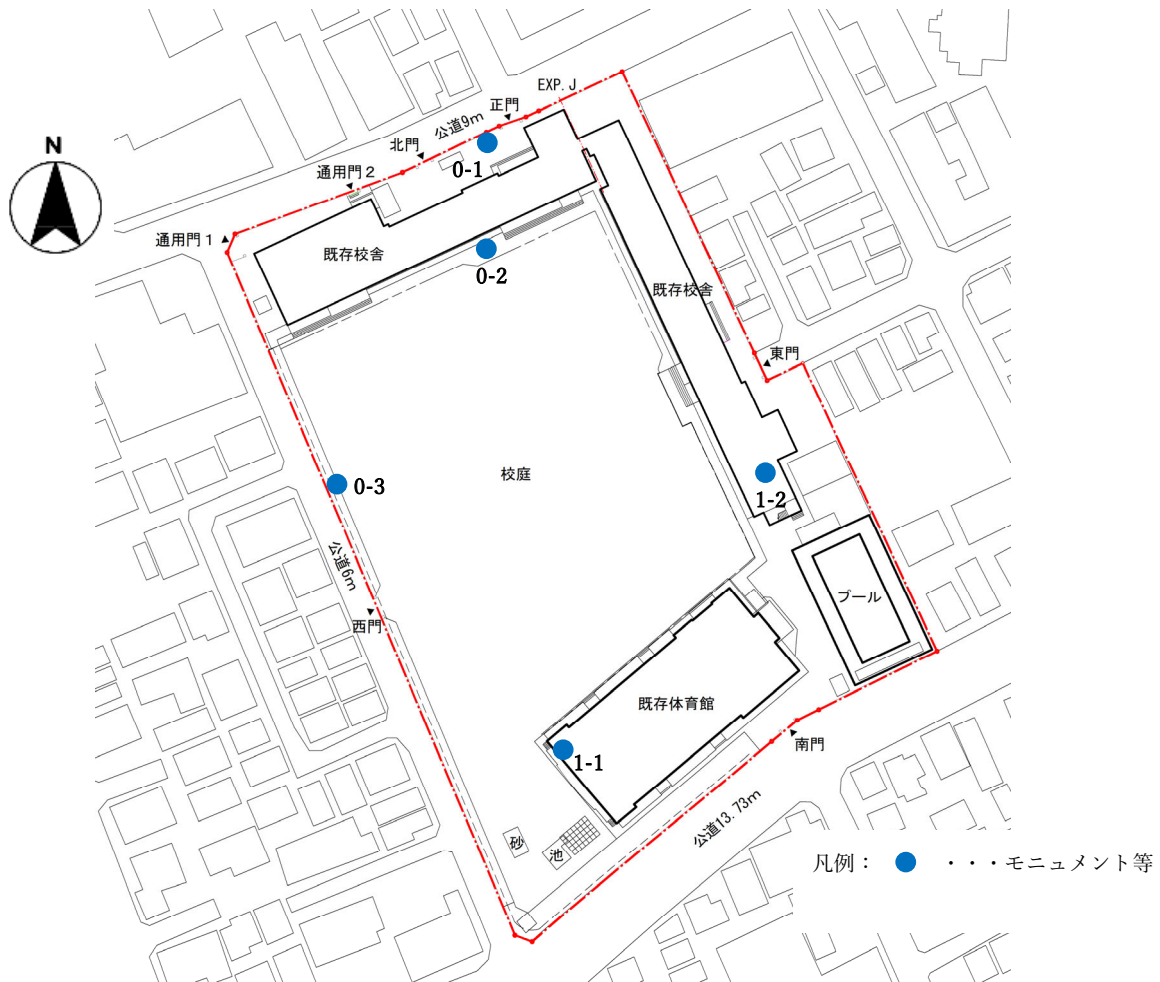 EXP. J
正門
公道9m
北門
0-1
N
通用門2
通用門1
既存校舎
0-2
既存校舎
東門
校庭
0-3
1-2
公道6m
プール
西門
既存体育館
南門
1-1
公道13.73m
砂
池
凡例： ・・・モニュメント等